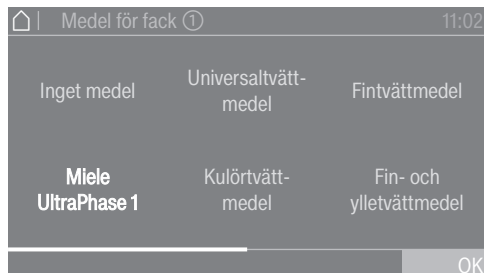 Medel för fack ① 11:02
Inget medel
Universaltvätt-
medel
Fintvättmedel
Miele
UltraPhase 1
Kulörtvätt-
medel
Fin- och
ylletvättmedel
OK